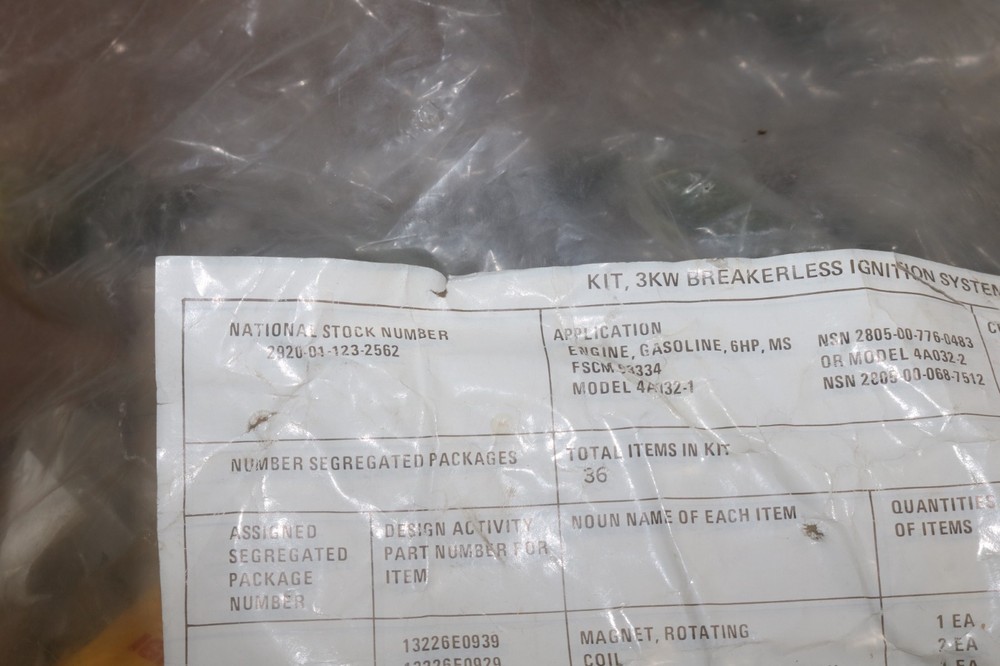 KIT, 3KW BREAKERLESS IGNITION SYSTEM
NATIONAL STOCK NUMBER
2920-01-123-2562
APPLICATION
ENGINE, GASOLINE, 6HP, MS
FSCM
MODEL 4A032-1
NSN 2805-00-776-0483
OR MODEL 4A032-2
NSN 2805-00-068-7512
NUMBER SEGREGATED PACKAGES
TOTAL ITEMS IN KIT
36
ASSIGNED
SEGREGATED
PACKAGE
NUMBER
DESIGN ACTIVITY
PART NUMBER FOR
ITEM
NOUN NAME OF EACH ITEM
QUANTITIES
OF ITEMS
13226E0939
MAGNET, ROTATING
1 EA
13226E0929
COIL
2 EA